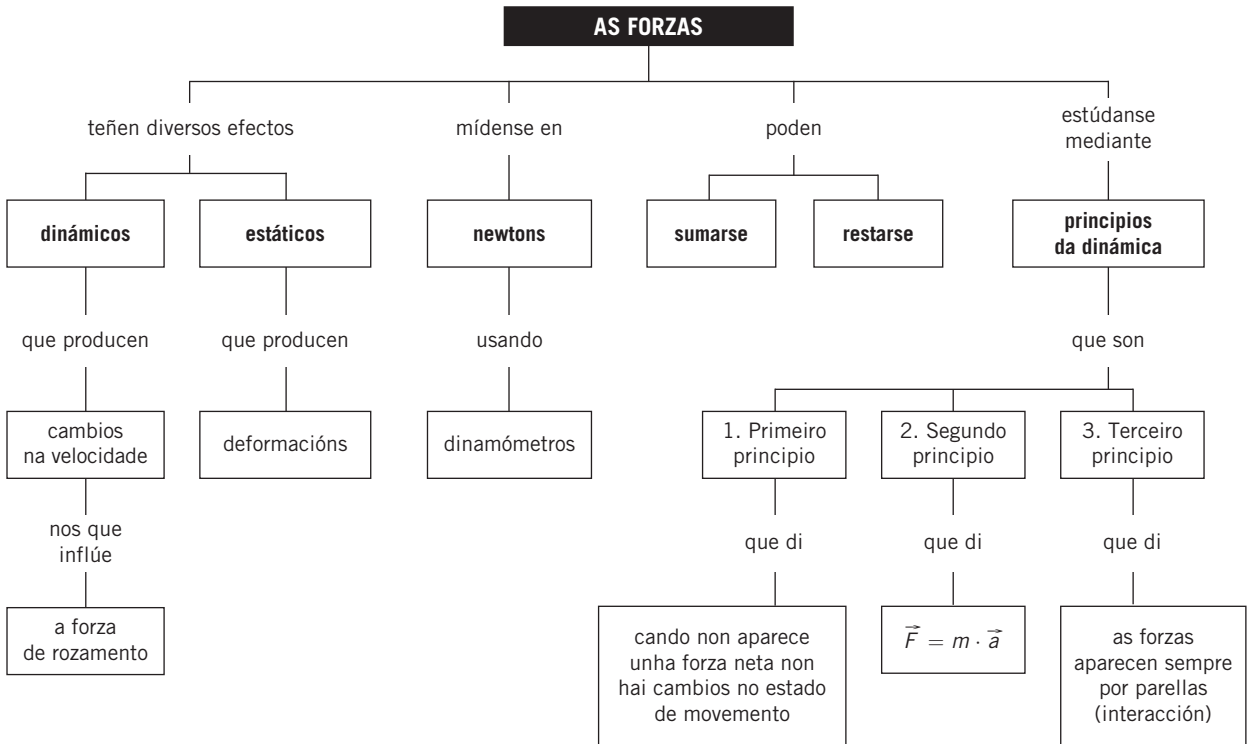 AS FORZAS
teñen diversos efectos
mídense en
poden
estúdanse
mediante
dinámicos
estáticos
newtons
sumarse
restarse
principios
da dinámica
que producen
que producen
usando
que son
cambios
na velocidade
deformacións
dinamómetros
1. Primeiro
principio
2. Segundo
principio
3. Terceiro
principio
nos que
inflúe
que di
que di
que di
a forza
de rozamento
cando non aparece
unha forza neta non
hai cambios no estado
de movemento
F⃗ = m · a⃗
as forzas
aparecen sempre
por parellas
(interacción)